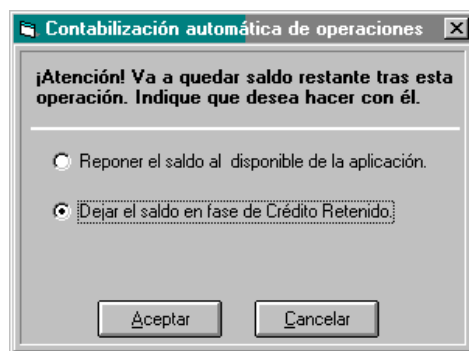 Contabilización automática de operaciones
¡Atención! Va a quedar saldo restante tras esta
operación. Indique que desea hacer con él.
Reponer el saldo al disponible de la aplicación.
Dejar el saldo en fase de Crédito Retenido.
Aceptar
Cancelar